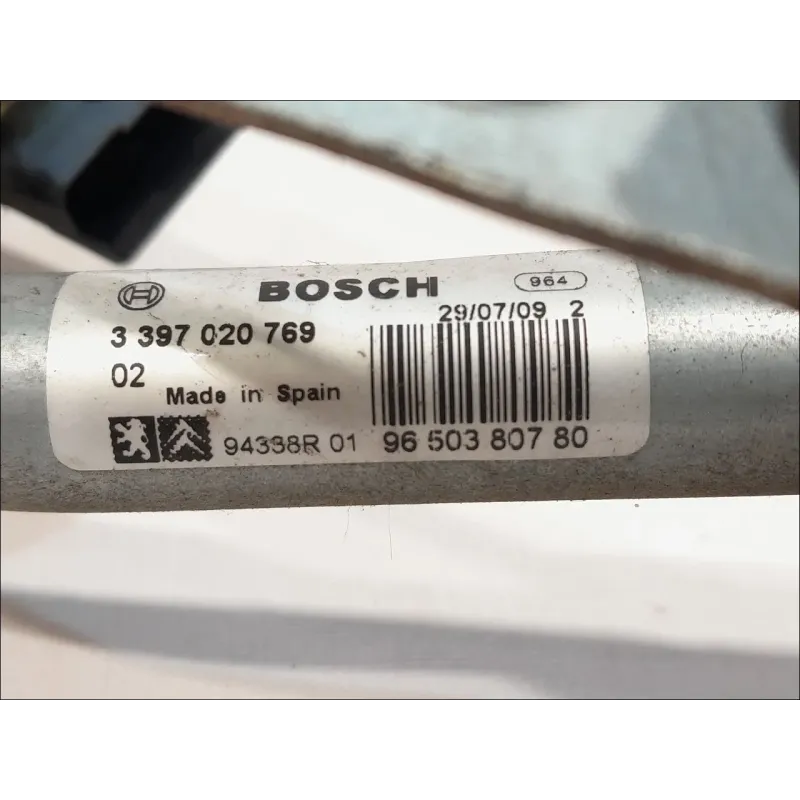 BOSCH 964
29/07/09 2
3 397 020 769
02
Made in Spain
94338R 01 96 503 807 80